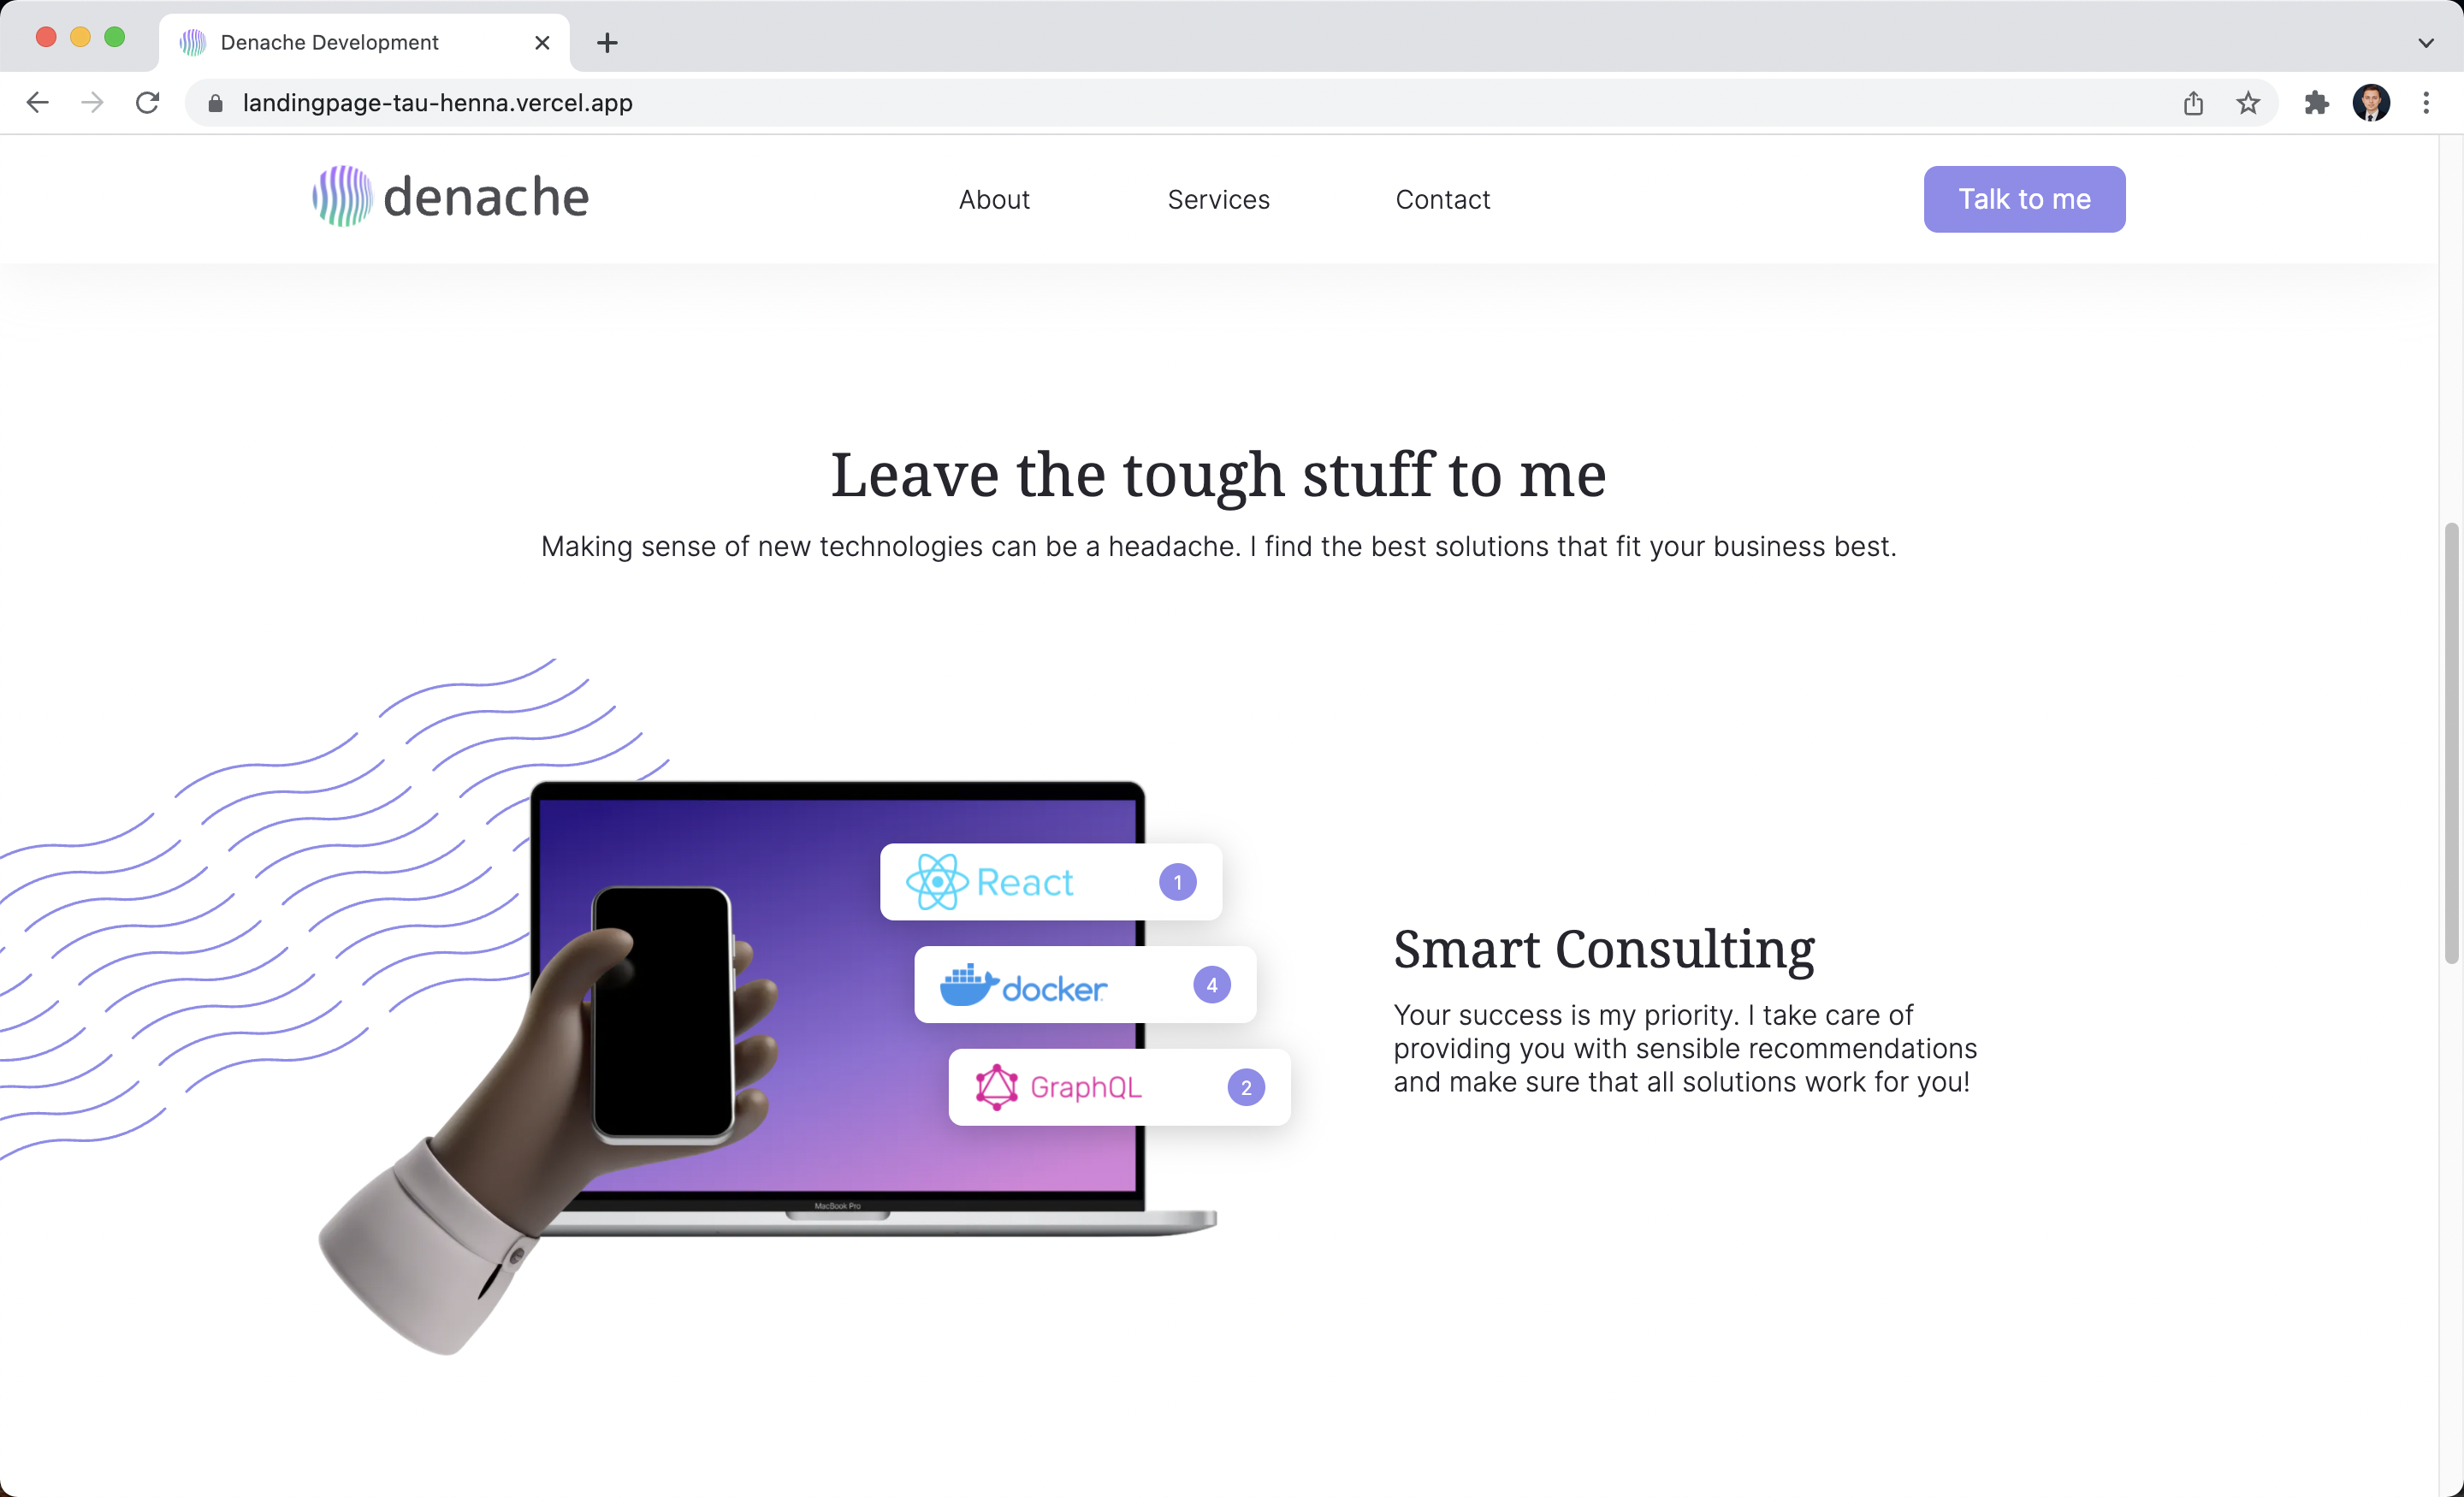 Denache Development
landingpage-tau-henna.vercel.app
denache
About
Services
Contact
Talk to me
Leave the tough stuff to me
Making sense of new technologies can be a headache. I find the best solutions that fit your business best.
React
1
docker
4
GraphQL
2
MacBook Pro
Smart Consulting
Your success is my priority. I take care of
providing you with sensible recommendations
and make sure that all solutions work for you!